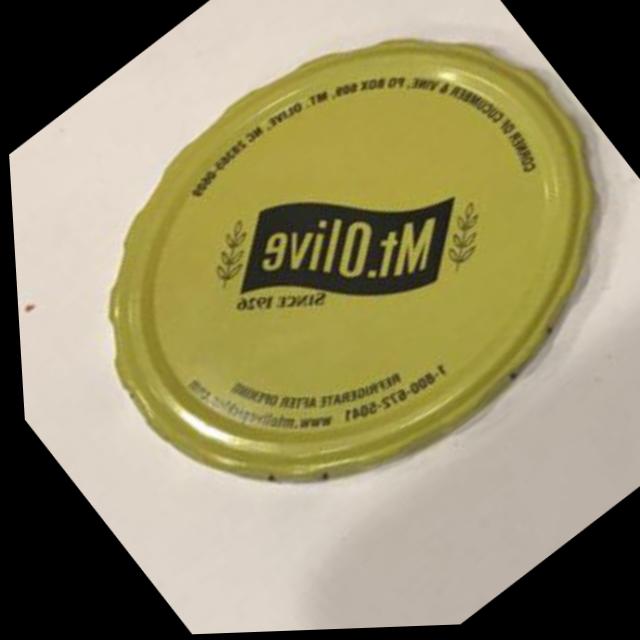 CORNER OF CUCUMBER & VINE, PO BOX 609, MT. OLIVE, NC 28365-0609
Mt.Olive
SINCE 1926
REFRIGERATE AFTER OPENING
1-800-672-5041 www.mtolivepickles.com